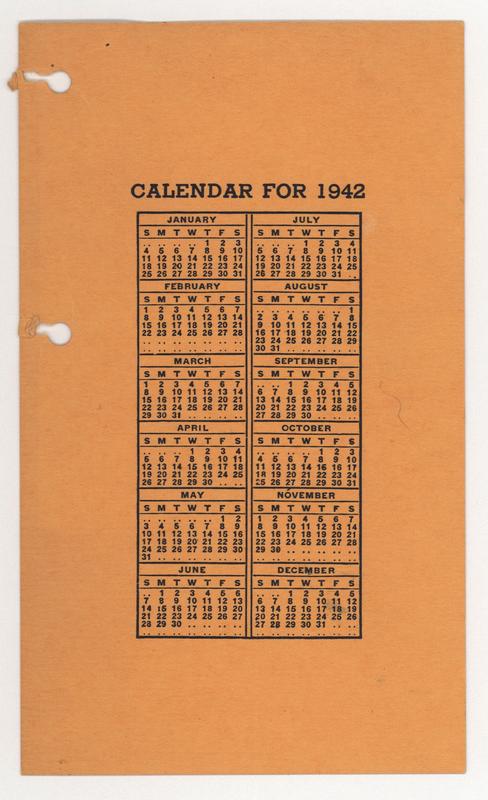 CALENDAR FOR 1942
JANUARY
S M T W T F S
.. .. .. .. 1 2 3
4 5 6 7 8 9 10
11 12 13 14 15 16 17
18 19 20 21 22 23 24
25 26 27 28 29 30 31
FEBRUARY
S M T W T F S
1 2 3 4 5 6 7
8 9 10 11 12 13 14
15 16 17 18 19 20 21
22 23 24 25 26 27 28
.. .. .. .. .. .. ..
.. .. .. .. .. .. ..
MARCH
S M T W T F S
1 2 3 4 5 6 7
8 9 10 11 12 13 14
15 16 17 18 19 20 21
22 23 24 25 26 27 28
29 30 31 .. .. .. ..
APRIL
S M T W T F S
.. .. .. 1 2 3 4
5 6 7 8 9 10 11
12 13 14 15 16 17 18
19 20 21 22 23 24 25
26 27 28 29 30 .. ..
MAY
S M T W T F S
.. .. .. .. .. 1 2
3 4 5 6 7 8 9
10 11 12 13 14 15 16
17 18 19 20 21 22 23
24 25 26 27 28 29 30
31 .. .. .. .. .. ..
JUNE
S M T W T F S
.. 1 2 3 4 5 6
7 8 9 10 11 12 13
14 15 16 17 18 19 20
21 22 23 24 25 26 27
28 29 30 .. .. .. ..
.. .. .. .. .. .. ..
JULY
S M T W T F S
.. .. .. 1 2 3 4
5 6 7 8 9 10 11
12 13 14 15 16 17 18
19 20 21 22 23 24 25
26 27 28 29 30 31 ..
AUGUST
S M T W T F S
.. .. .. .. .. .. 1
2 3 4 5 6 7 8
9 10 11 12 13 14 15
16 17 18 19 20 21 22
23 24 25 26 27 28 29
30 31 .. .. .. .. ..
SEPTEMBER
S M T W T F S
.. .. 1 2 3 4 5
6 7 8 9 10 11 12
13 14 15 16 17 18 19
20 21 22 23 24 25 26
27 28 29 30 .. .. ..
OCTOBER
S M T W T F S
.. .. .. .. 1 2 3
4 5 6 7 8 9 10
11 12 13 14 15 16 17
18 19 20 21 22 23 24
25 26 27 28 29 30 31
NOVEMBER
S M T W T F S
1 2 3 4 5 6 7
8 9 10 11 12 13 14
15 16 17 18 19 20 21
22 23 24 25 26 27 28
29 30 .. .. .. .. ..
.. .. .. .. .. .. ..
DECEMBER
S M T W T F S
.. .. 1 2 3 4 5
6 7 8 9 10 11 12
13 14 15 16 17 18 19
20 21 22 23 24 25 26
27 28 29 30 31 .. ..
.. .. .. .. .. .. ..